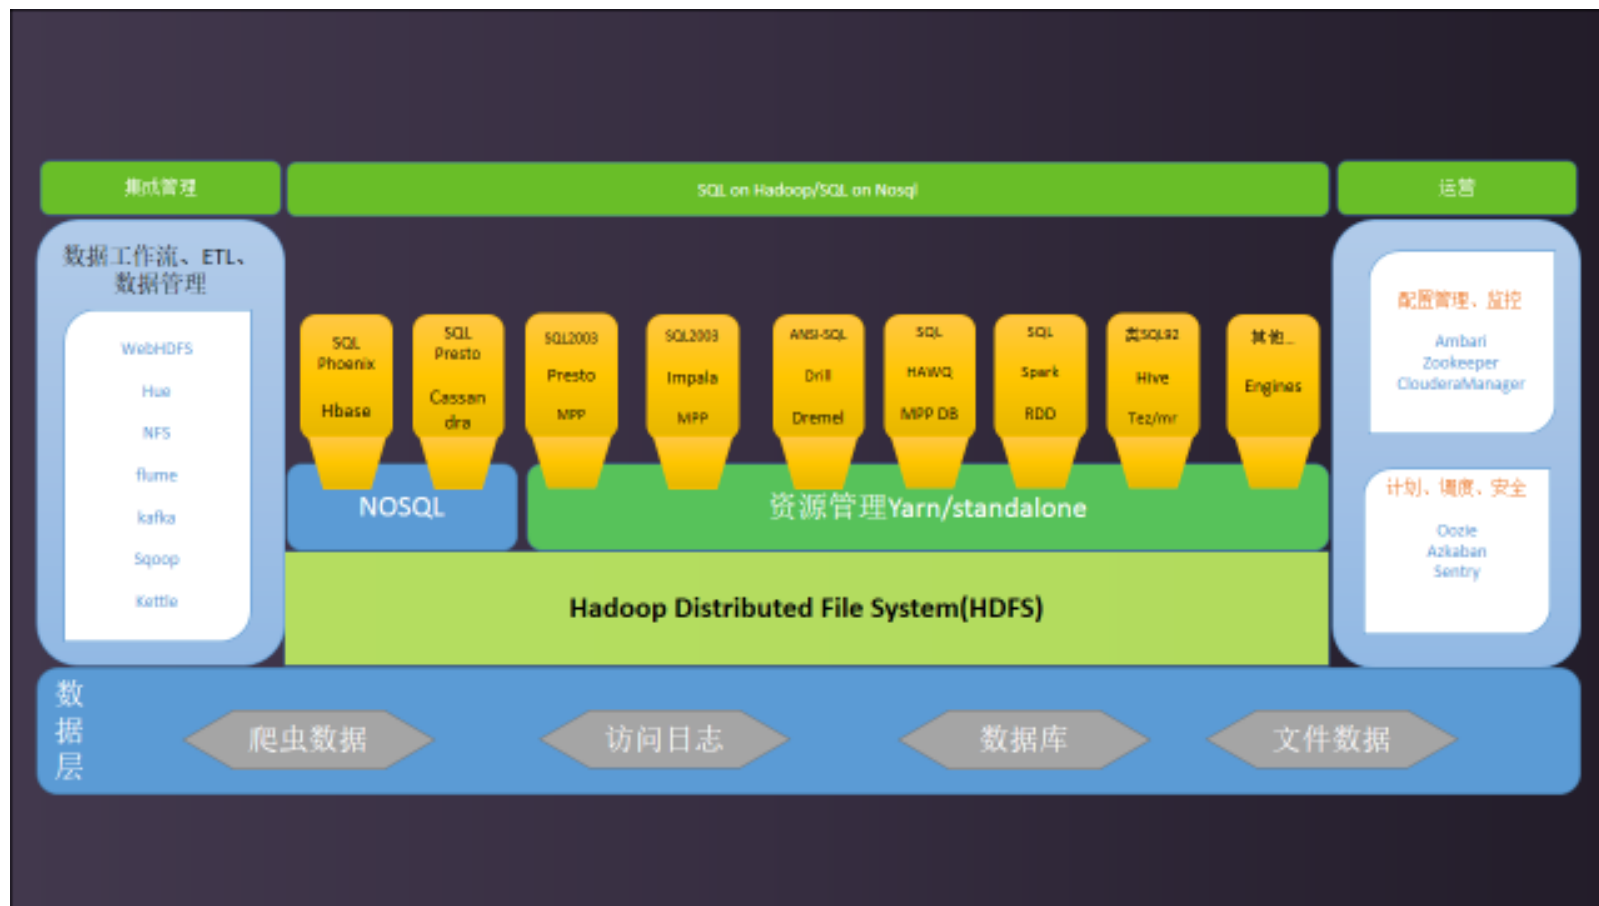 集成管理
SQL on Hadoop/SQL on Nosql
运营
数据工作流、ETL、
数据管理
WebHDFS
Hue
NFS
flume
kafka
Sqoop
Kettle
SQL
Phoenix
Hbase
SQL
Presto
Cassan
dra
SQL2003
Presto
MPP
SQL2003
Impala
MPP
ANSI-SQL
Drill
Dremel
SQL
HAWQ
MPP DB
SQL
Spark
RDD
类SQL92
Hive
Tez/mr
其他...
Engines
NOSQL
资源管理Yarn/standalone
Hadoop Distributed File System(HDFS)
配置管理、监控
Ambari
Zookeeper
ClouderaManager
计划、调度、安全
Oozie
Azkaban
Sentry
数
据
层
爬虫数据
访问日志
数据库
文件数据